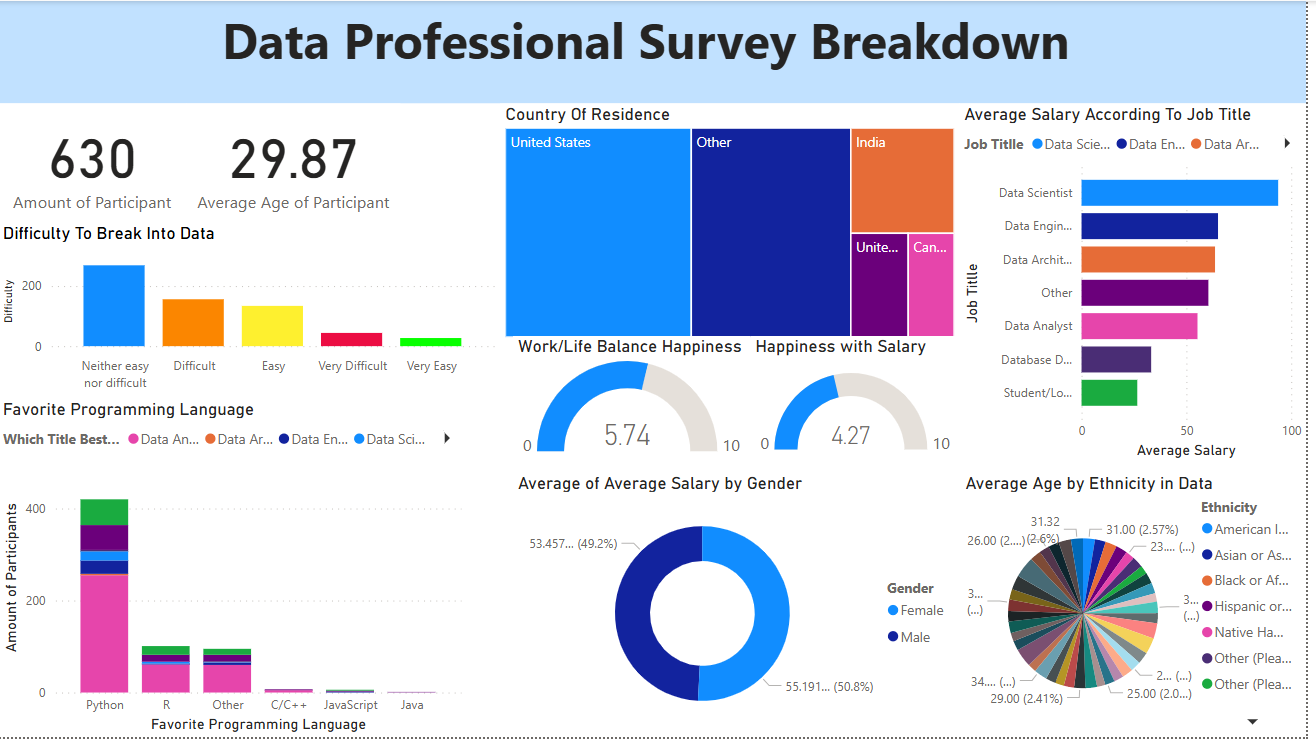 Data Professional Survey Breakdown
630
Amount of Participant
29.87
Average Age of Participant
Difficulty To Break Into Data
Difficulty
200
0
Neither easy
nor difficult
Difficult
Easy
Very Difficult
Very Easy
Favorite Programming Language
Which Title Best...
Data An...
Data Ar...
Data En...
Data Sci...
Amount of Participants
400
200
0
Python
R
Other
C/C++
JavaScript
Java
Favorite Programming Language
Country Of Residence
United States
Other
India
Unite...
Can...
Work/Life Balance Happiness
0
5.74
10
Happiness with Salary
0
4.27
10
Average of Average Salary by Gender
53.457... (49.2%)
55.191... (50.8%)
Gender
Female
Male
Average Salary According To Job Title
Job Titlle
Data Scie...
Data En...
Data Ar...
Job Titlle
Data Scientist
Data Engin...
Data Archit...
Other
Data Analyst
Database D...
Student/Lo...
0
50
100
Average Salary
Average Age by Ethnicity in Data
31.32
(2.6%)
31.00 (2.57%)
26.00 (2....)
23.... (...)
3...
(...)
3...
(...)
34.... (...)
2... (...)
29.00 (2.41%)
25.00 (2.0...)
Ethnicity
American I...
Asian or As...
Black or Af...
Hispanic or...
Native Ha...
Other (Plea...
Other (Plea...